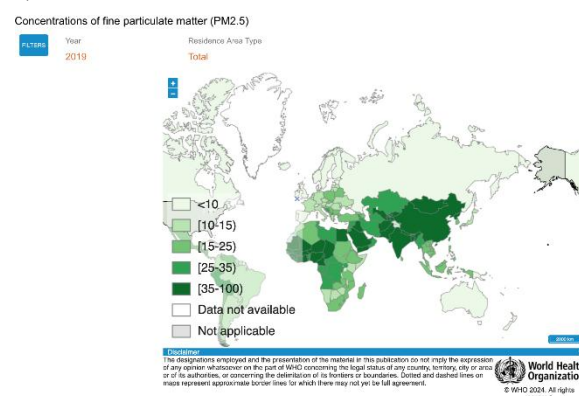 Concentrations of fine particulate matter (PM2.5)
FILTERS
Year
Residence Area Type
2019
Total
+
−
<10
[10-15)
[15-25)
[25-35)
[35-100)
Data not available
Not applicable
Disclaimer
The designations employed and the presentation of the material in this publication do not imply the expression
of any opinion whatsoever on the part of WHO concerning the legal status of any country, territory, city or area
or of its authorities, or concerning the delimitation of its frontiers or boundaries. Dotted and dashed lines on
maps represent approximate border lines for which there may not yet be full agreement.
World Healt
Organizatio
© WHO 2024. All rights